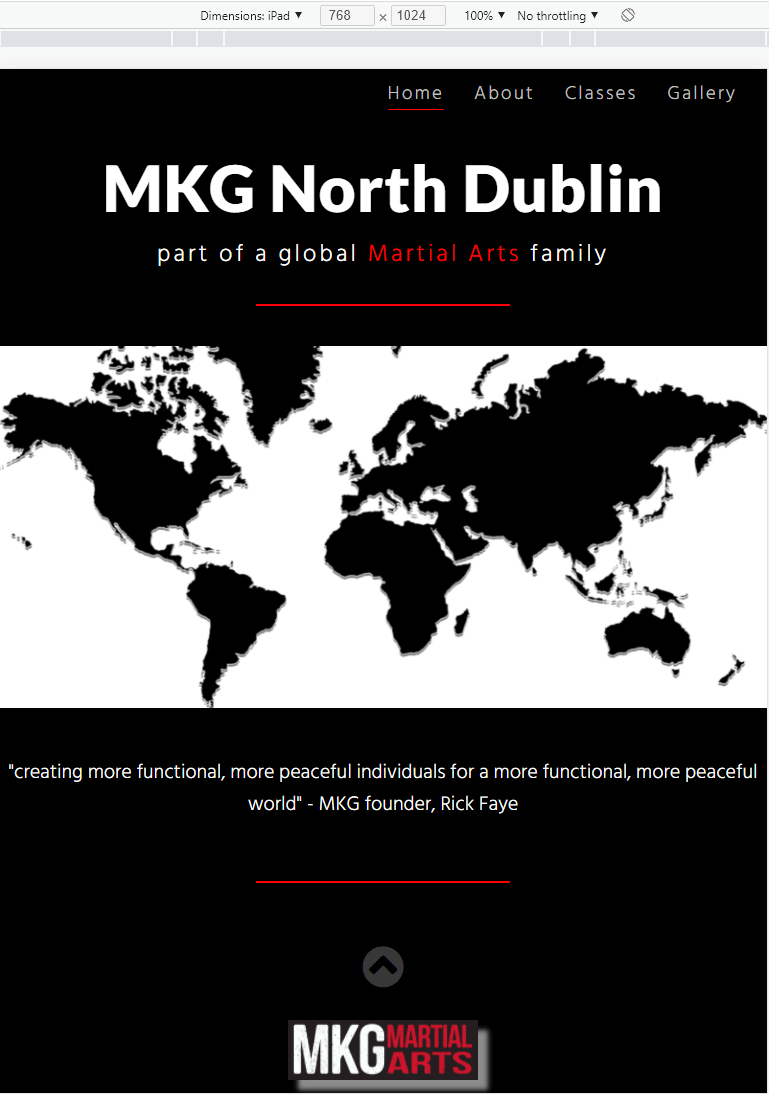 Dimensions: iPad ▼ 768 × 1024 100% ▼ No throttling ▼
Home About Classes Gallery
MKG North Dublin
part of a global Martial Arts family
"creating more functional, more peaceful individuals for a more functional, more peaceful
world" - MKG founder, Rick Faye
MKG MARTIAL
ARTS